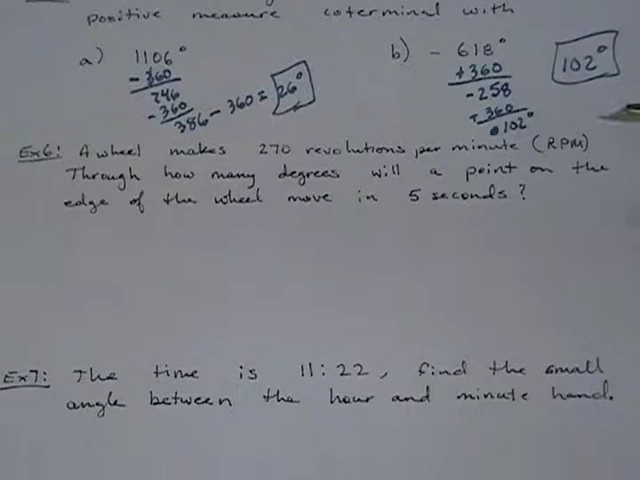 positive measure coterminal with
a) 1106°
- 360
746
- 360
386 - 360 = 26°
b) - 618°
+ 360
- 258
+ 360
102°
102°
Ex6: A wheel makes 270 revolutions per minute (RPM)
Through how many degrees will a point on the
edge of the wheel move in 5 seconds?
Ex7: The time is 11:22, find the small
angle between the hour and minute hand.